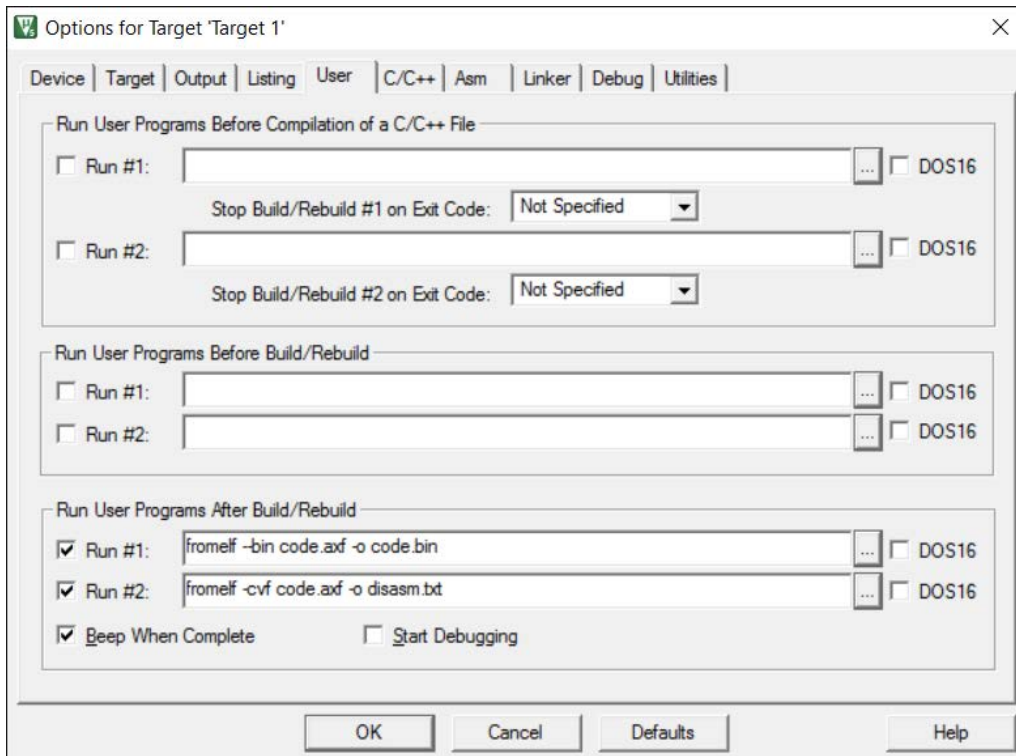 Options for Target 'Target 1'
Device Target Output Listing User C/C++ Asm Linker Debug Utilities
Run User Programs Before Compilation of a C/C++ File
Run #1: ... DOS16
Stop Build/Rebuild #1 on Exit Code: Not Specified
Run #2: ... DOS16
Stop Build/Rebuild #2 on Exit Code: Not Specified
Run User Programs Before Build/Rebuild
Run #1: ... DOS16
Run #2: ... DOS16
Run User Programs After Build/Rebuild
Run #1: fromelf --bin code.axf -o code.bin ... DOS16
Run #2: fromelf -cvf code.axf -o disasm.txt ... DOS16
Beep When Complete Start Debugging
OK Cancel Defaults Help